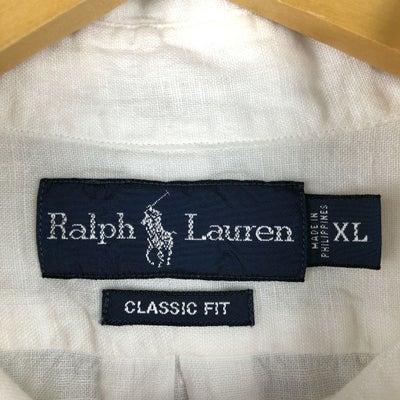 Ralph Lauren
MADE IN
PHILIPPINES
XL
CLASSIC FIT